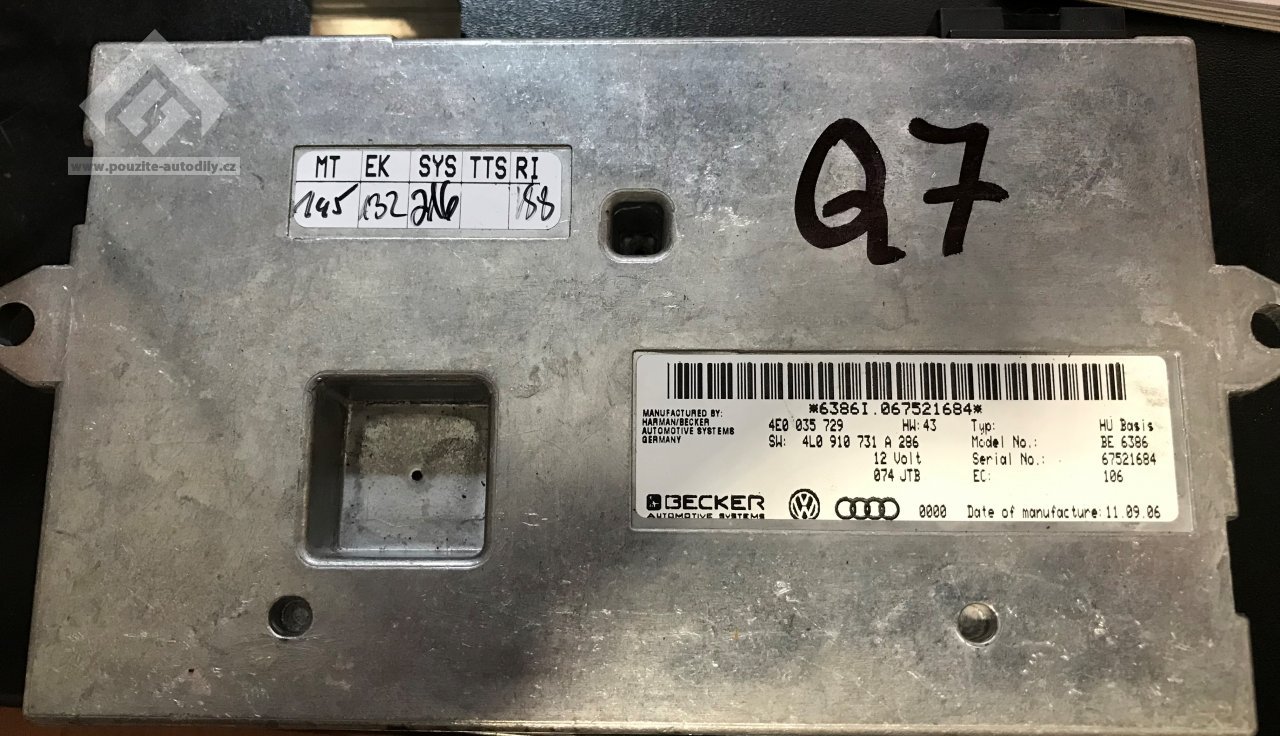 www.pouzite-autodily.cz
Q7
MT EK SYS TTS RI
145 132 216 188
*6386I.067521684*
MANUFACTURED BY:
HARMAN/BECKER
AUTOMOTIVE SYSTEMS
GERMANY
4E0 035 729 HW:43
SW: 4L0 910 731 A 286
12 Volt
074 JTB
Typ: HU Basis
Model No.: BE 6386
Serial No.: 67521684
EC: 106
BECKER
AUTOMOTIVE SYSTEMS
0000 Date of manufacture: 11.09.06